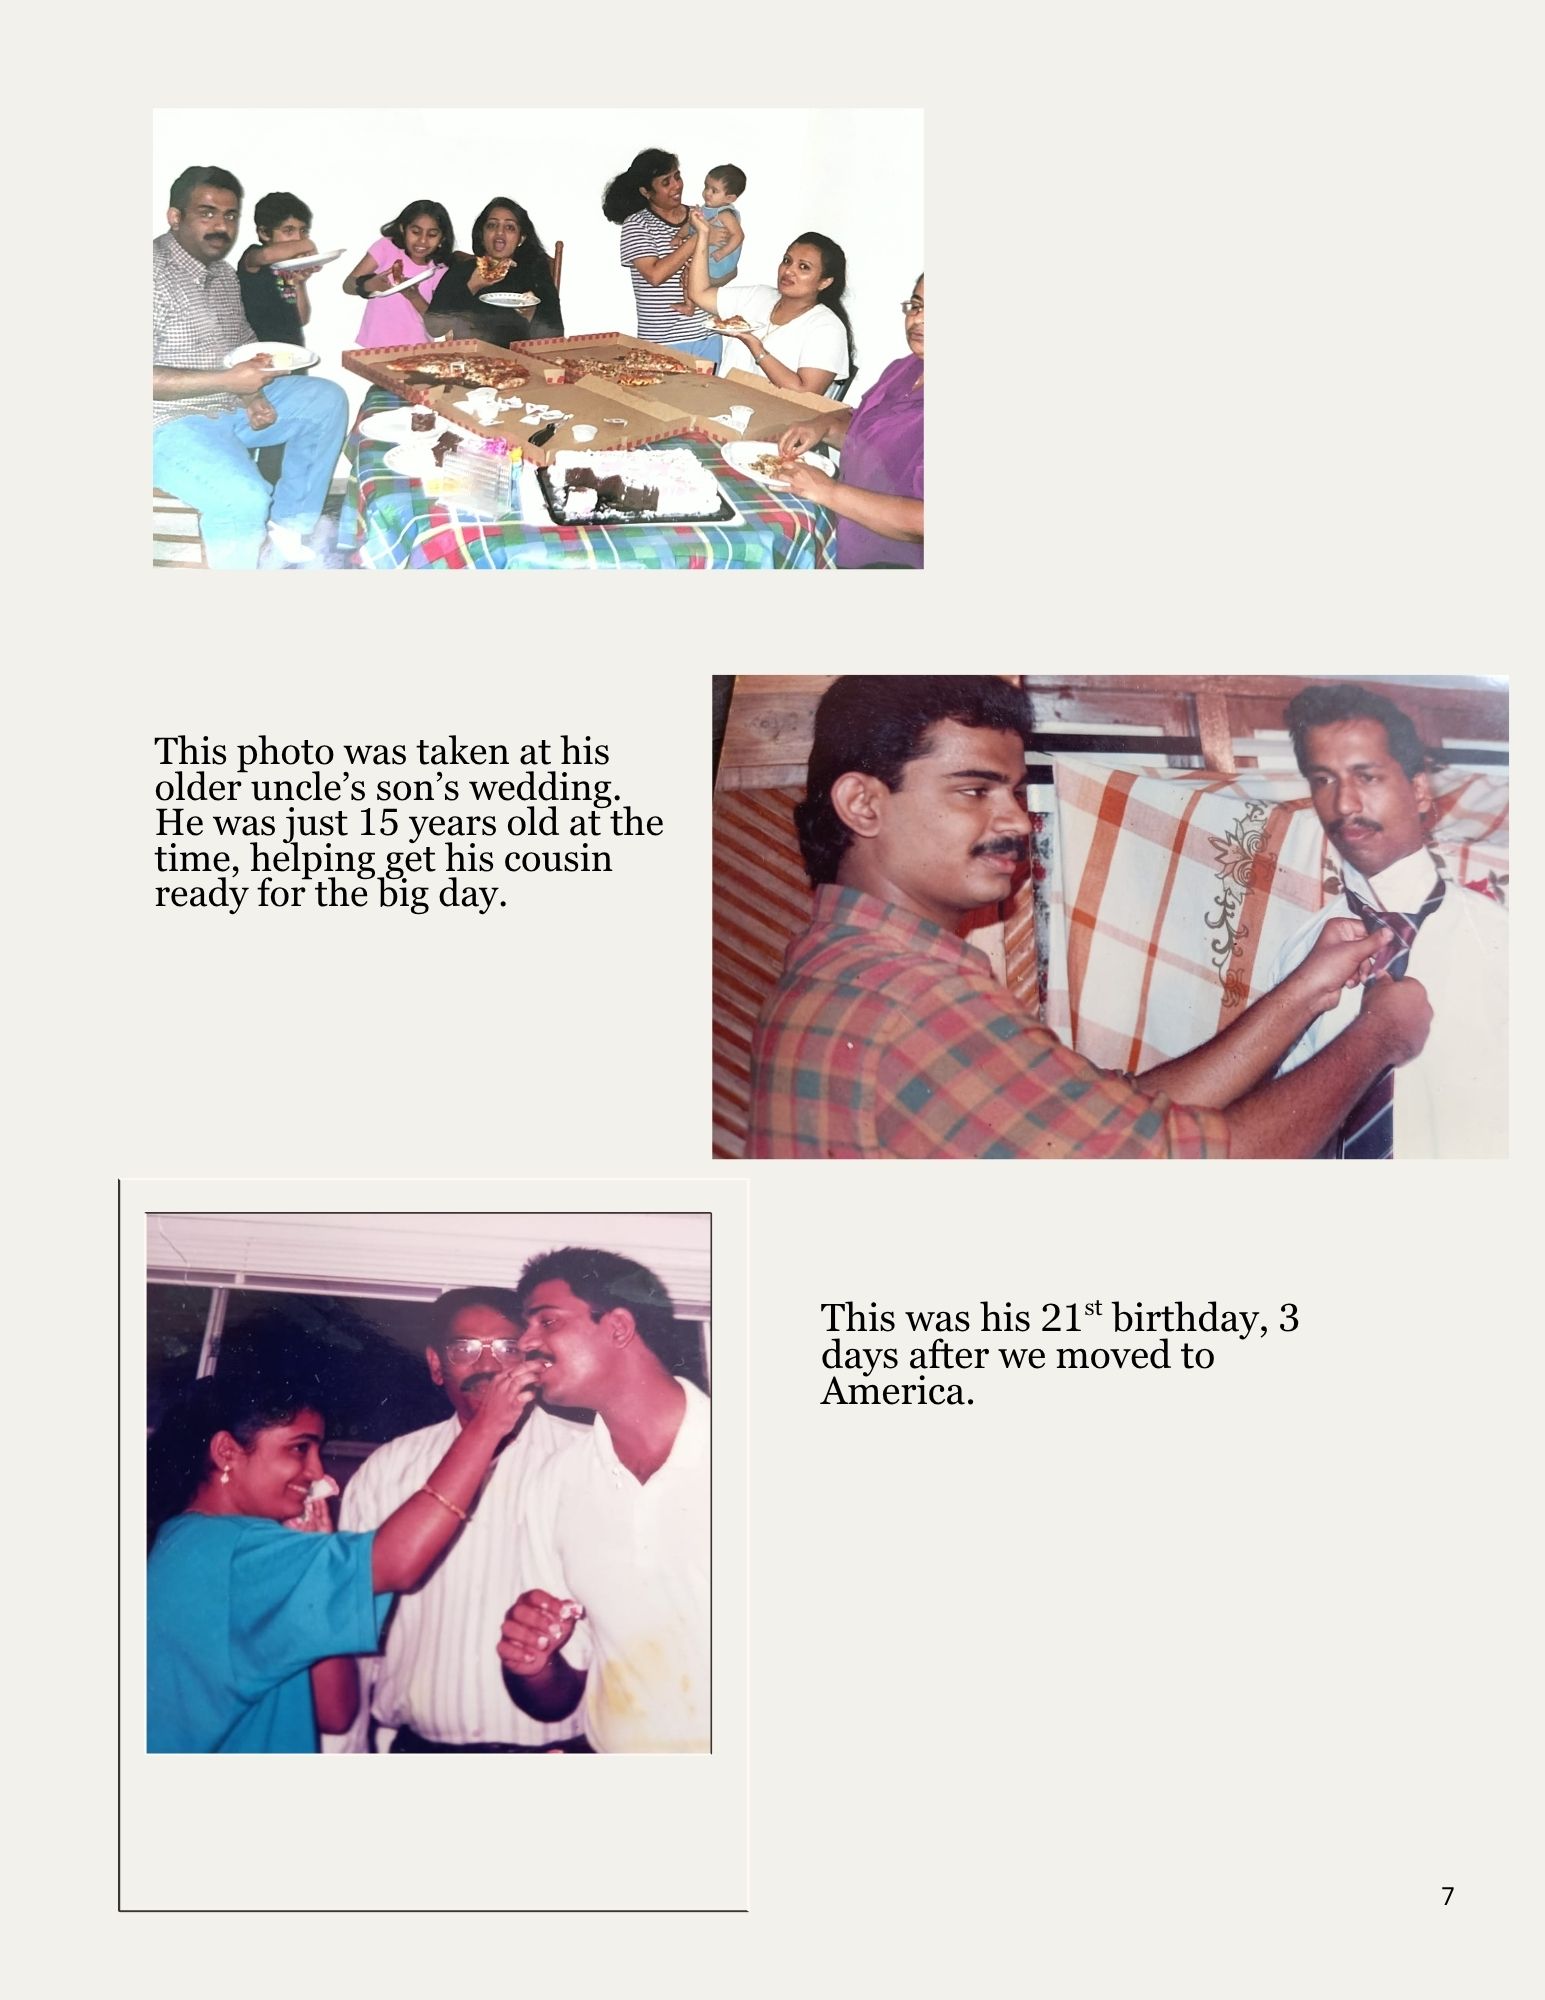 This photo was taken at his
older uncle’s son’s wedding.
He was just 15 years old at the
time, helping get his cousin
ready for the big day.
This was his 21st birthday, 3
days after we moved to
America.
7